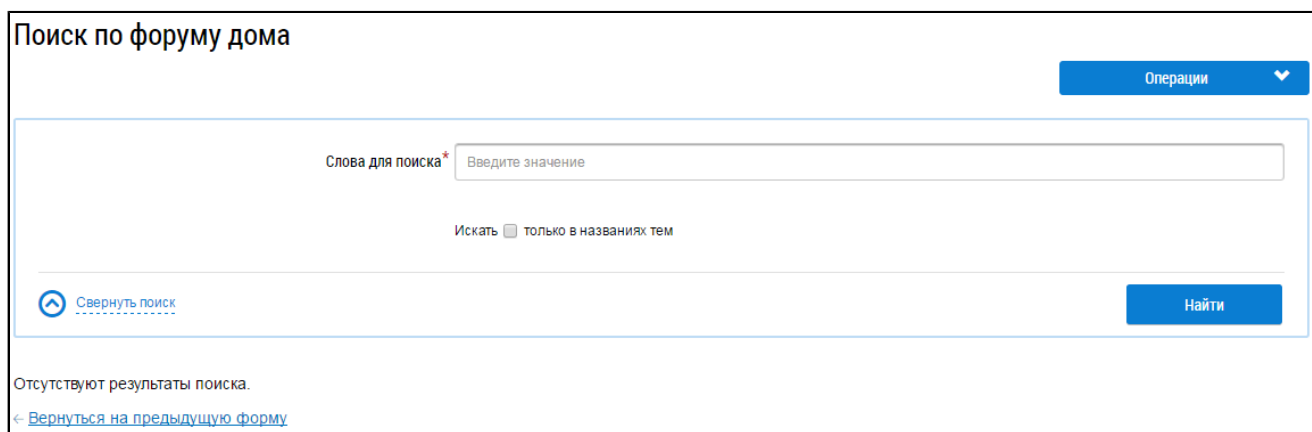 Поиск по форуму дома
Операции
Слова для поиска* Введите значение
Искать только в названиях тем
Свернуть поиск Найти
Отсутствуют результаты поиска.
← Вернуться на предыдущую форму